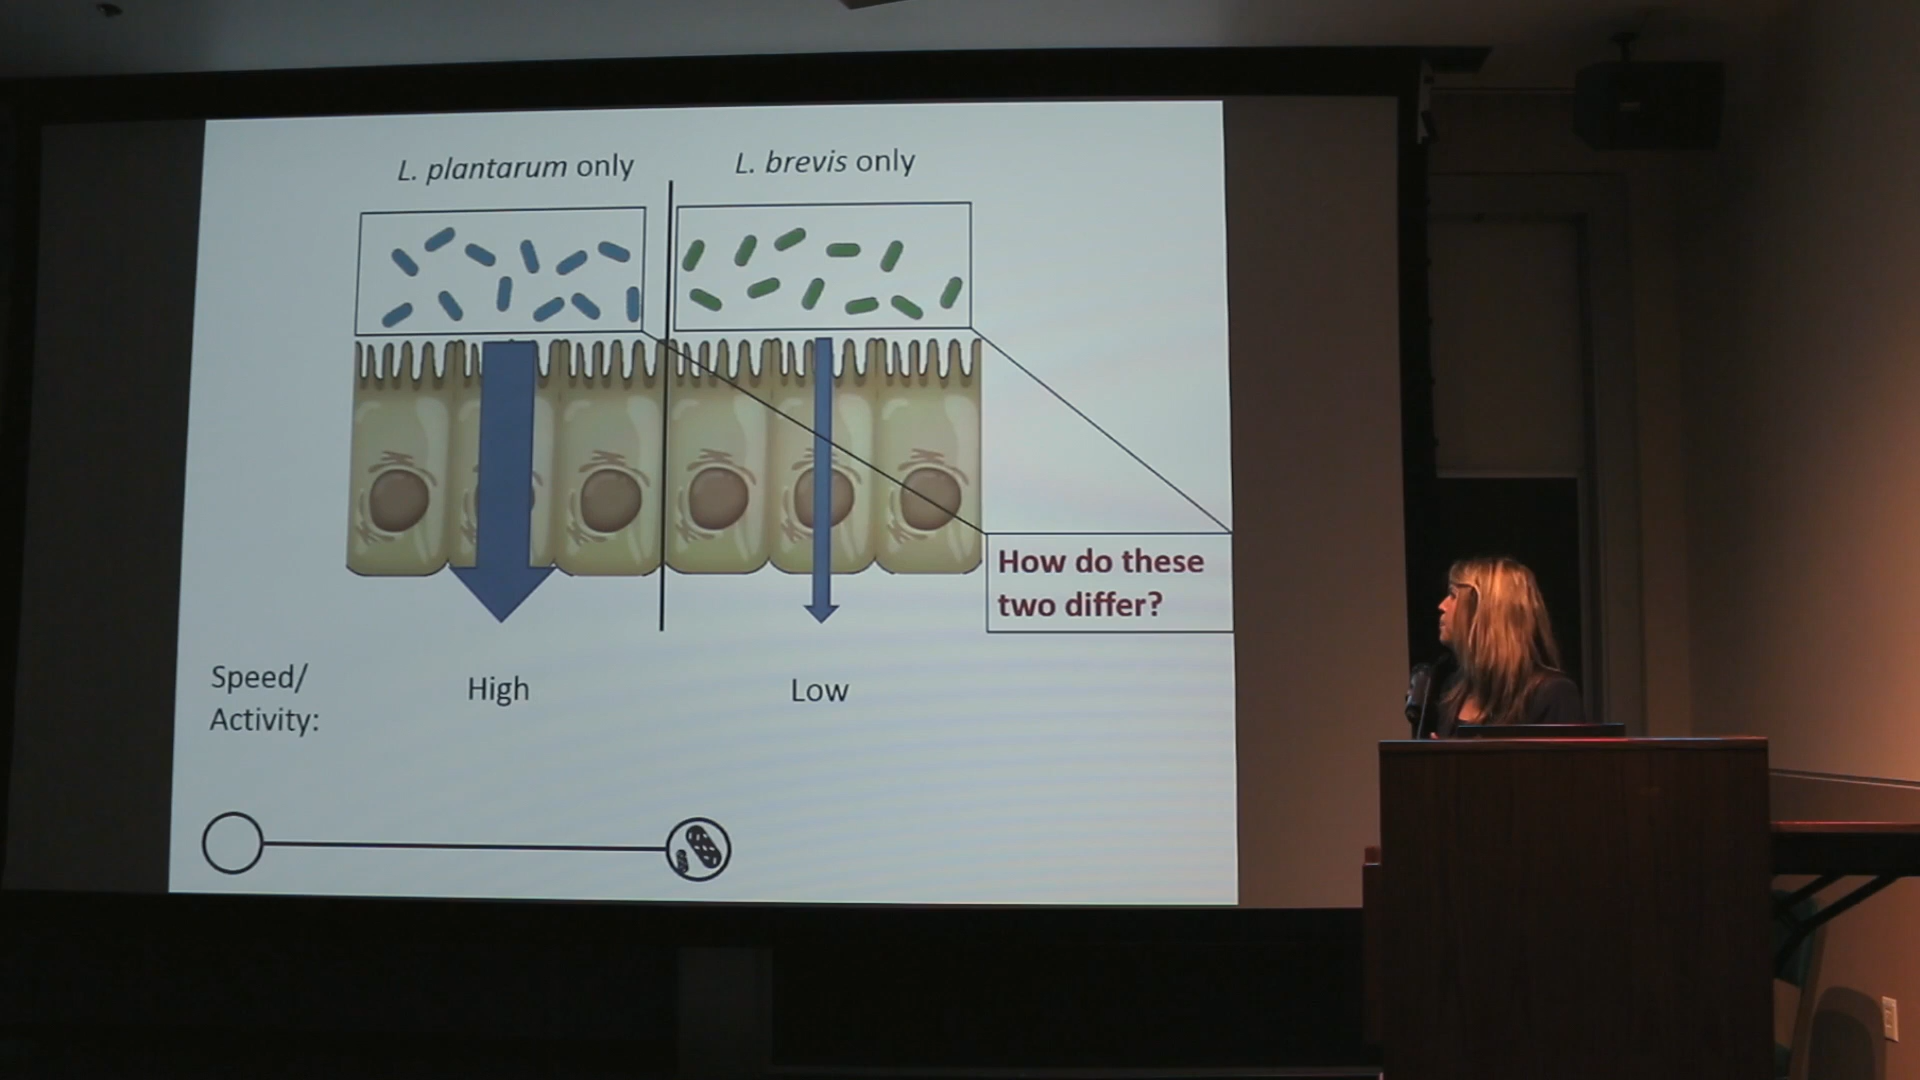 L. plantarum only
L. brevis only
How do these
two differ?
Speed/
Activity:
High
Low